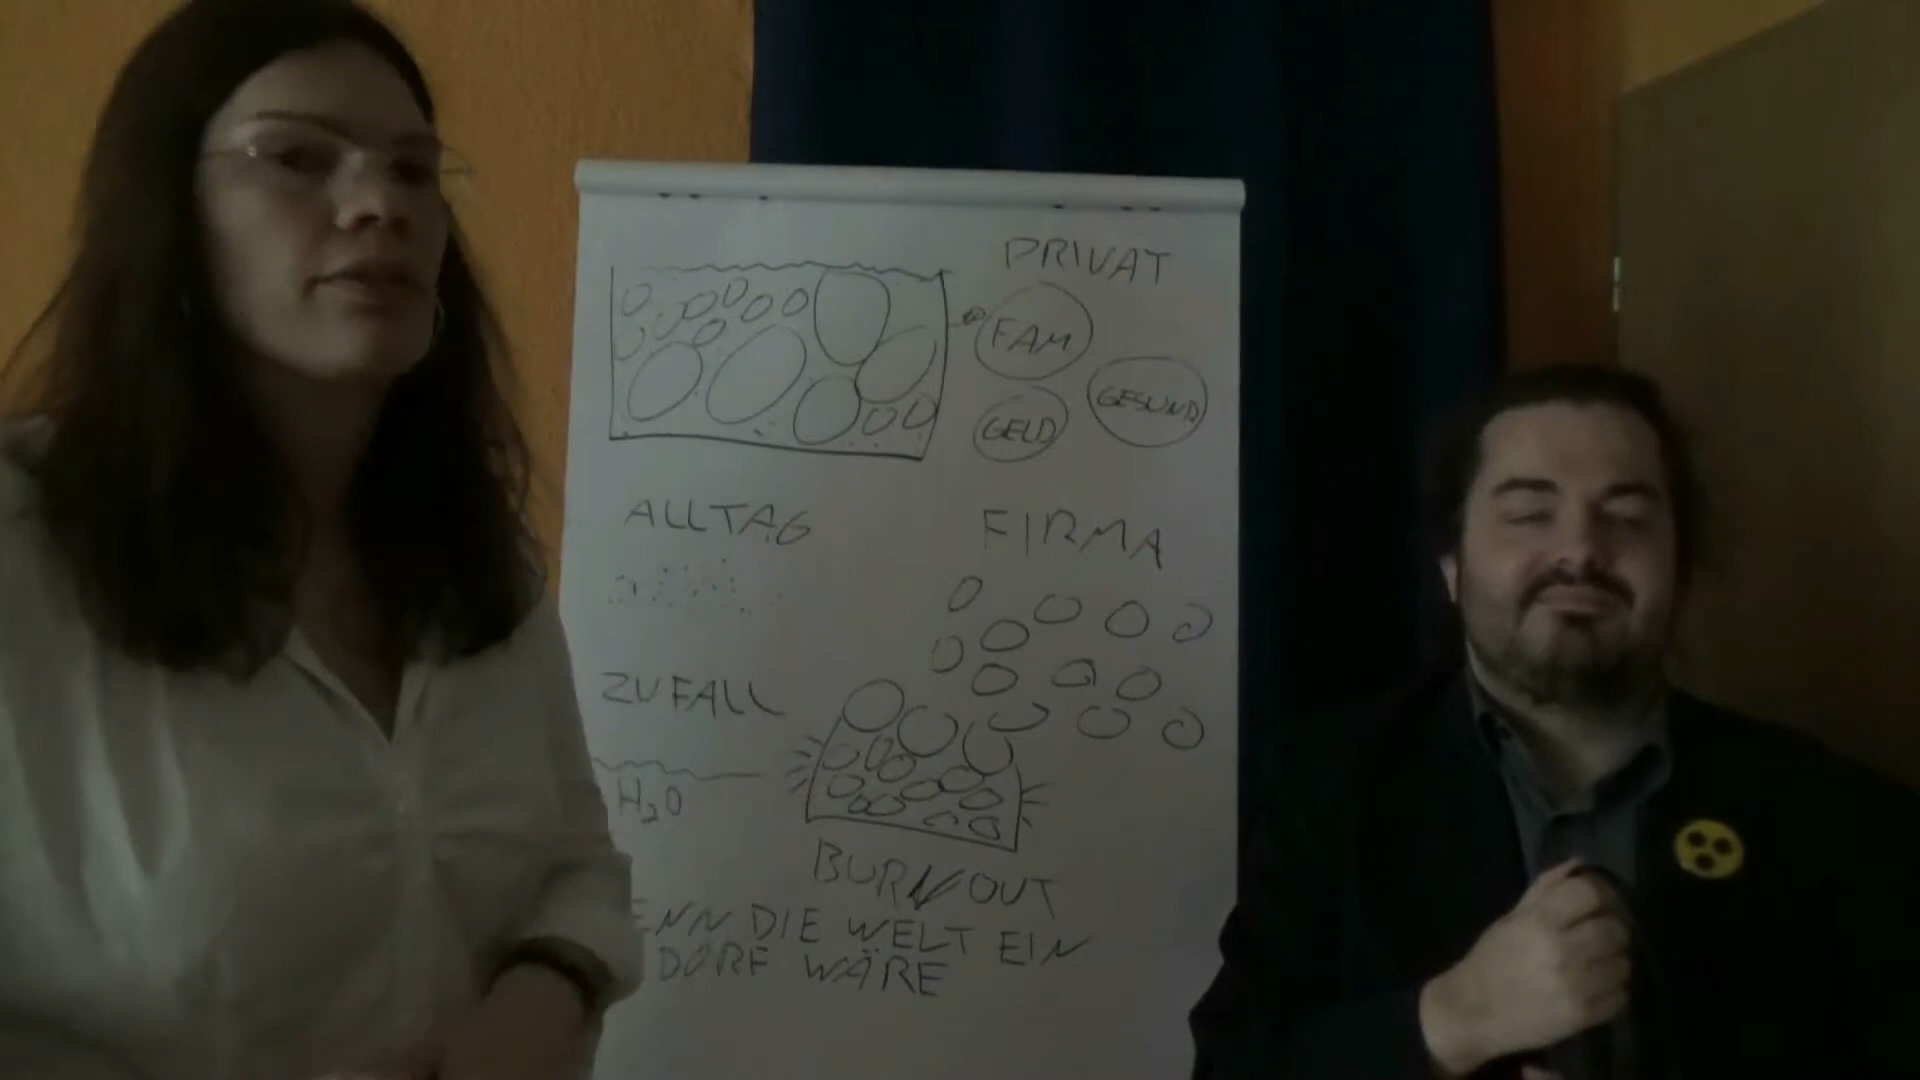 PRIVAT
FAM
GESUND
GELD
ALLTAG
FIRMA
ZUFALL
H₂O
BURNOUT
ENN DIE WELT EIN
DORF WÄRE